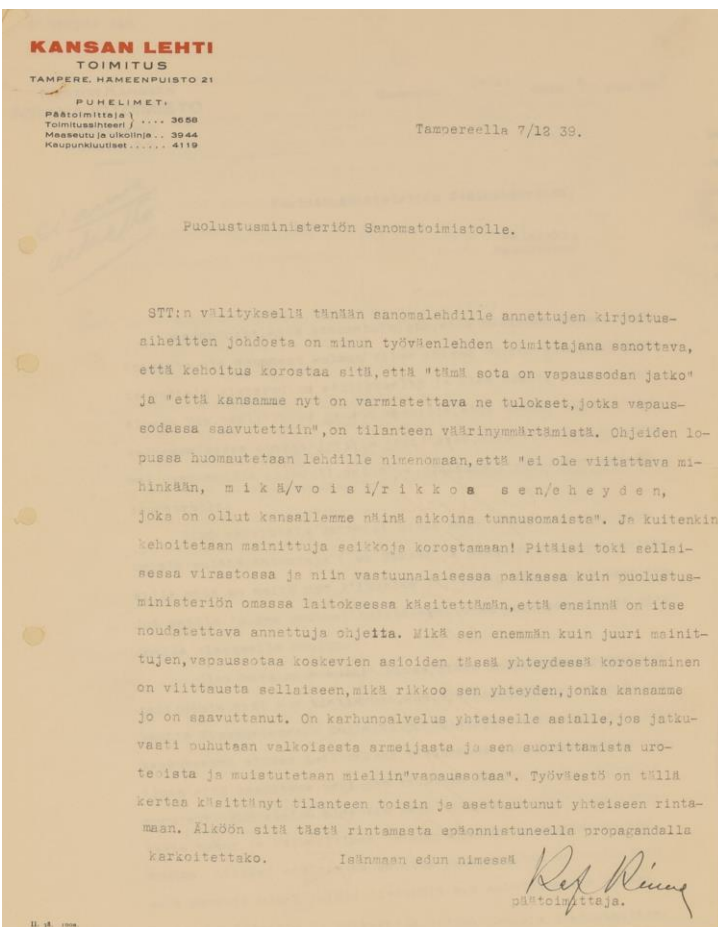 KANSAN LEHTI
TOIMITUS
TAMPERE, HÄMEENPUISTO 21
PUHELIMET:
Päätoimittaja }
Toimitussihteeri } .... 3658
Maaseutu ja ulkolinja .. 3944
Kaupunkiuutiset ...... 4119
Tampereella 7/12 39.
Puolustusministeriön Sanomatoimistolle.
STT:n välityksellä tänään sanomalehdille annettujen kirjoitus-
aiheitten johdosta on minun työväenlehden toimittajana sanottava,
että kehoitus korostaa sitä,että "tämä sota on vapaussodan jatko"
ja "että kansamme nyt on varmistettava ne tulokset,jotka vapaus-
sodassa saavutettiin",on tilanteen väärinymmärtämistä. Ohjeiden lo-
pussa huomautetaan lehdille nimenomaan,että "ei ole viitattava mi-
hinkään, m i k ä/v o i s i/r i k k o a s e n/e h e y d e n,
joka on ollut kansallemme näinä aikoina tunnusomaista". Ja kuitenkin
kehoitetaan mainittuja seikkoja korostamaan! Pitäisi toki sellai-
sessa virastossa ja niin vastuunalaisessa paikassa kuin puolustus-
ministeriön omassa laitoksessa käsitettämän,että ensinnä on itse
noudatettava annettuja ohjeita. Mikä sen enemmän kuin juuri mainit-
tujen,vapaussotaa koskevien asioiden tässä yhteydessä korostaminen
on viittausta sellaiseen,mikä rikkoo sen yhteyden,jonka kansamme
jo on saavuttanut. On karhunpalvelus yhteiselle asialle,jos jatku-
vasti puhutaan valkoisesta armeijasta ja sen suorittamista uro-
teoista ja muistutetaan mieliin"vapaussotaa". Työväestö on tällä
kertaa käsittänyt tilanteen toisin ja asettautunut yhteiseen rinta-
maan. Älköön sitä tästä rintamasta epäonnistuneella propagandalla
karkoitettako. Isänmaan edun nimessä
päätoimittaja.